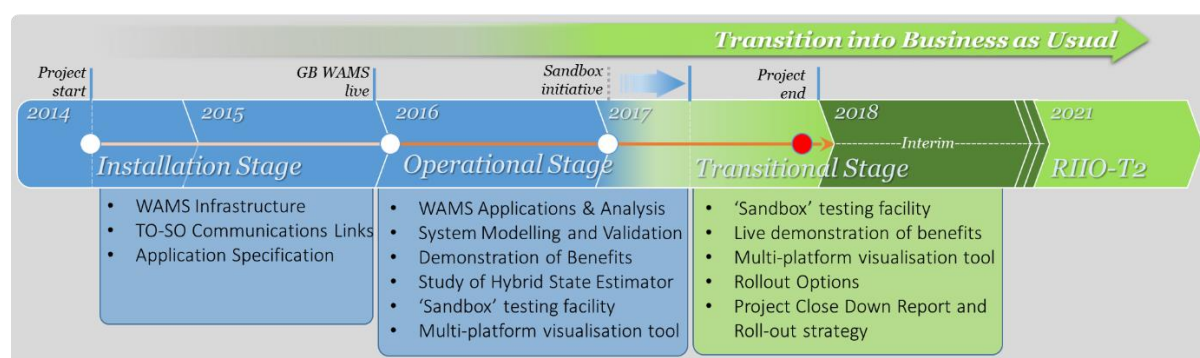 Transition into Business as Usual
Project
start
GB WAMS
live
Sandbox
initiative
Project
end
2014
2015
2016
2017
2018
2021
Installation Stage
Operational Stage
Transitional Stage
Interim
RIIO-T2
• WAMS Infrastructure
• TO-SO Communications Links
• Application Specification
• WAMS Applications & Analysis
• System Modelling and Validation
• Demonstration of Benefits
• Study of Hybrid State Estimator
• ‘Sandbox’ testing facility
• Multi-platform visualisation tool
• ‘Sandbox’ testing facility
• Live demonstration of benefits
• Multi-platform visualisation tool
• Rollout Options
• Project Close Down Report and
Roll-out strategy